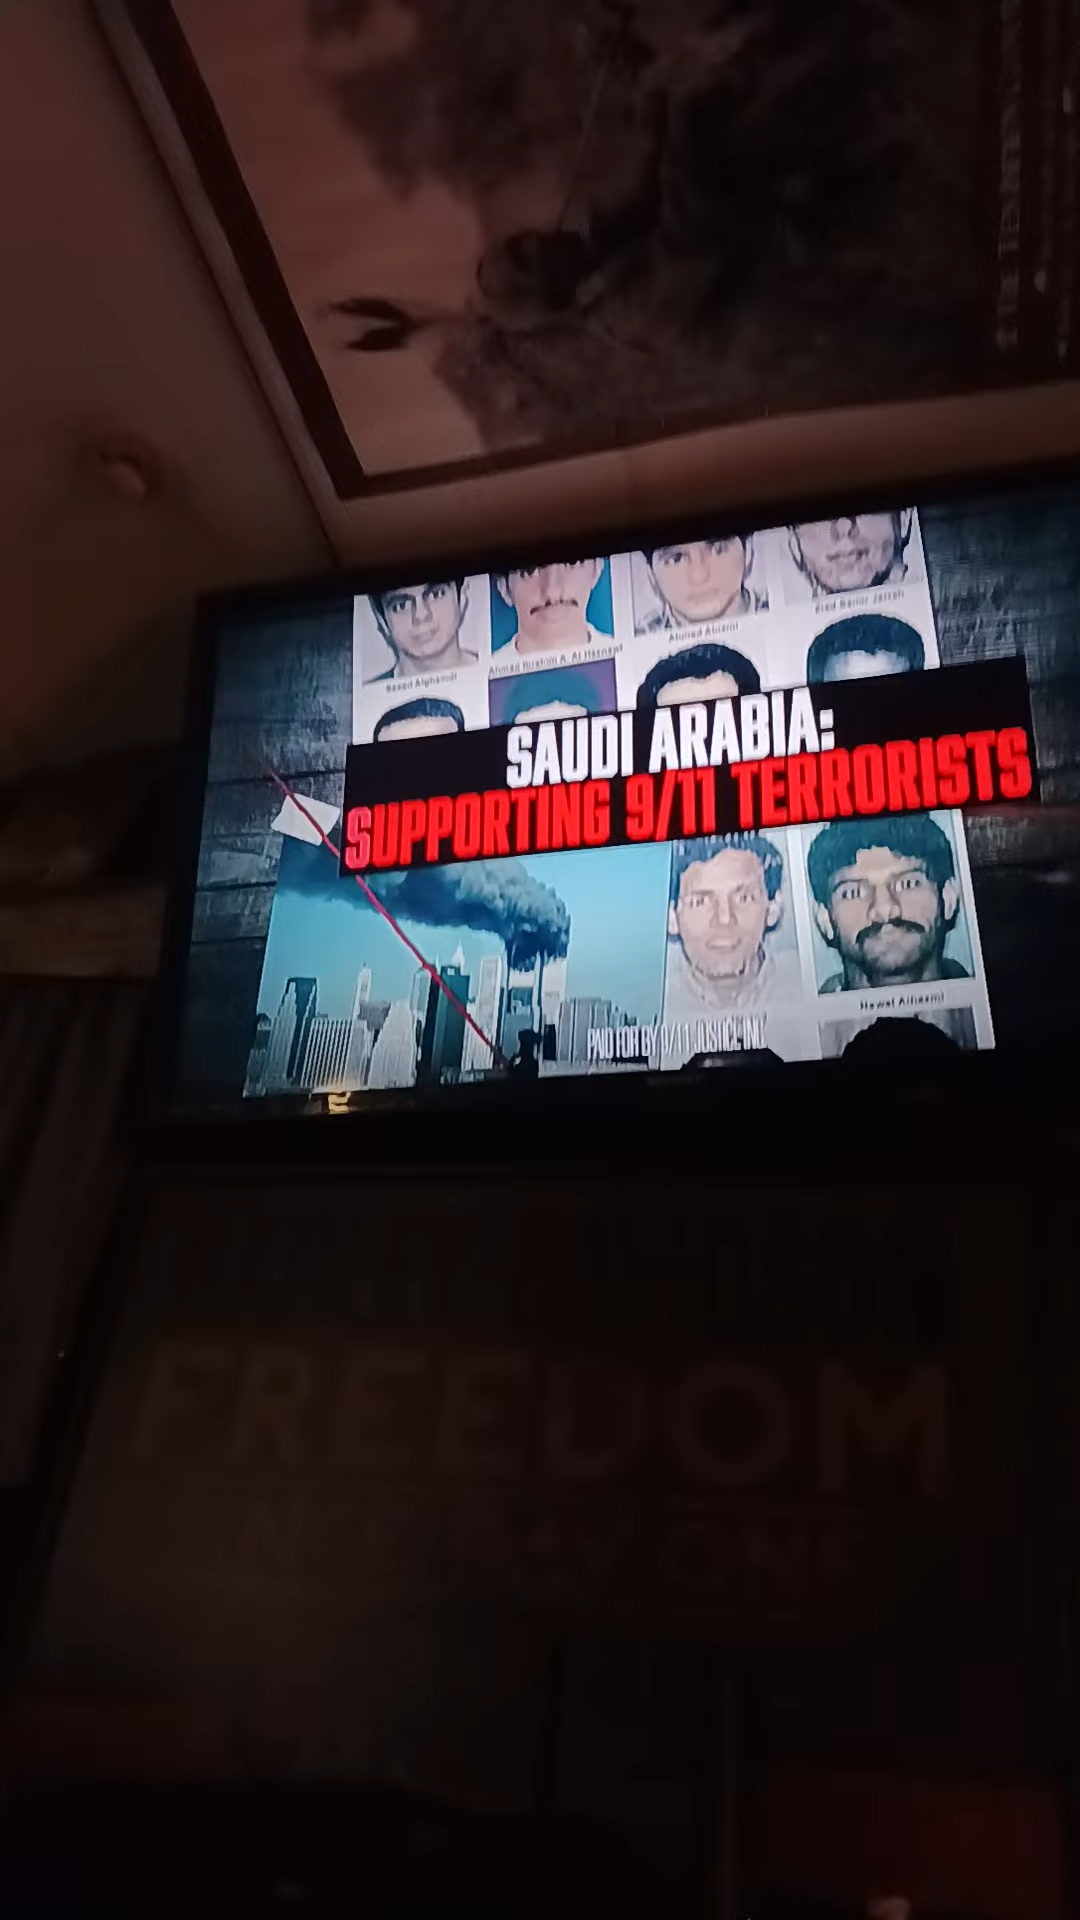 Saeed Alghamdi
Ahmed Ibrahim A. Al Haznawi
Ahmed Alnami
Ziad Samir Jarrah
SAUDI ARABIA:
SUPPORTING 9/11 TERRORISTS
Nawaf Alhazmi
PAID FOR BY 9/11 JUSTICE INC
FREEDOM